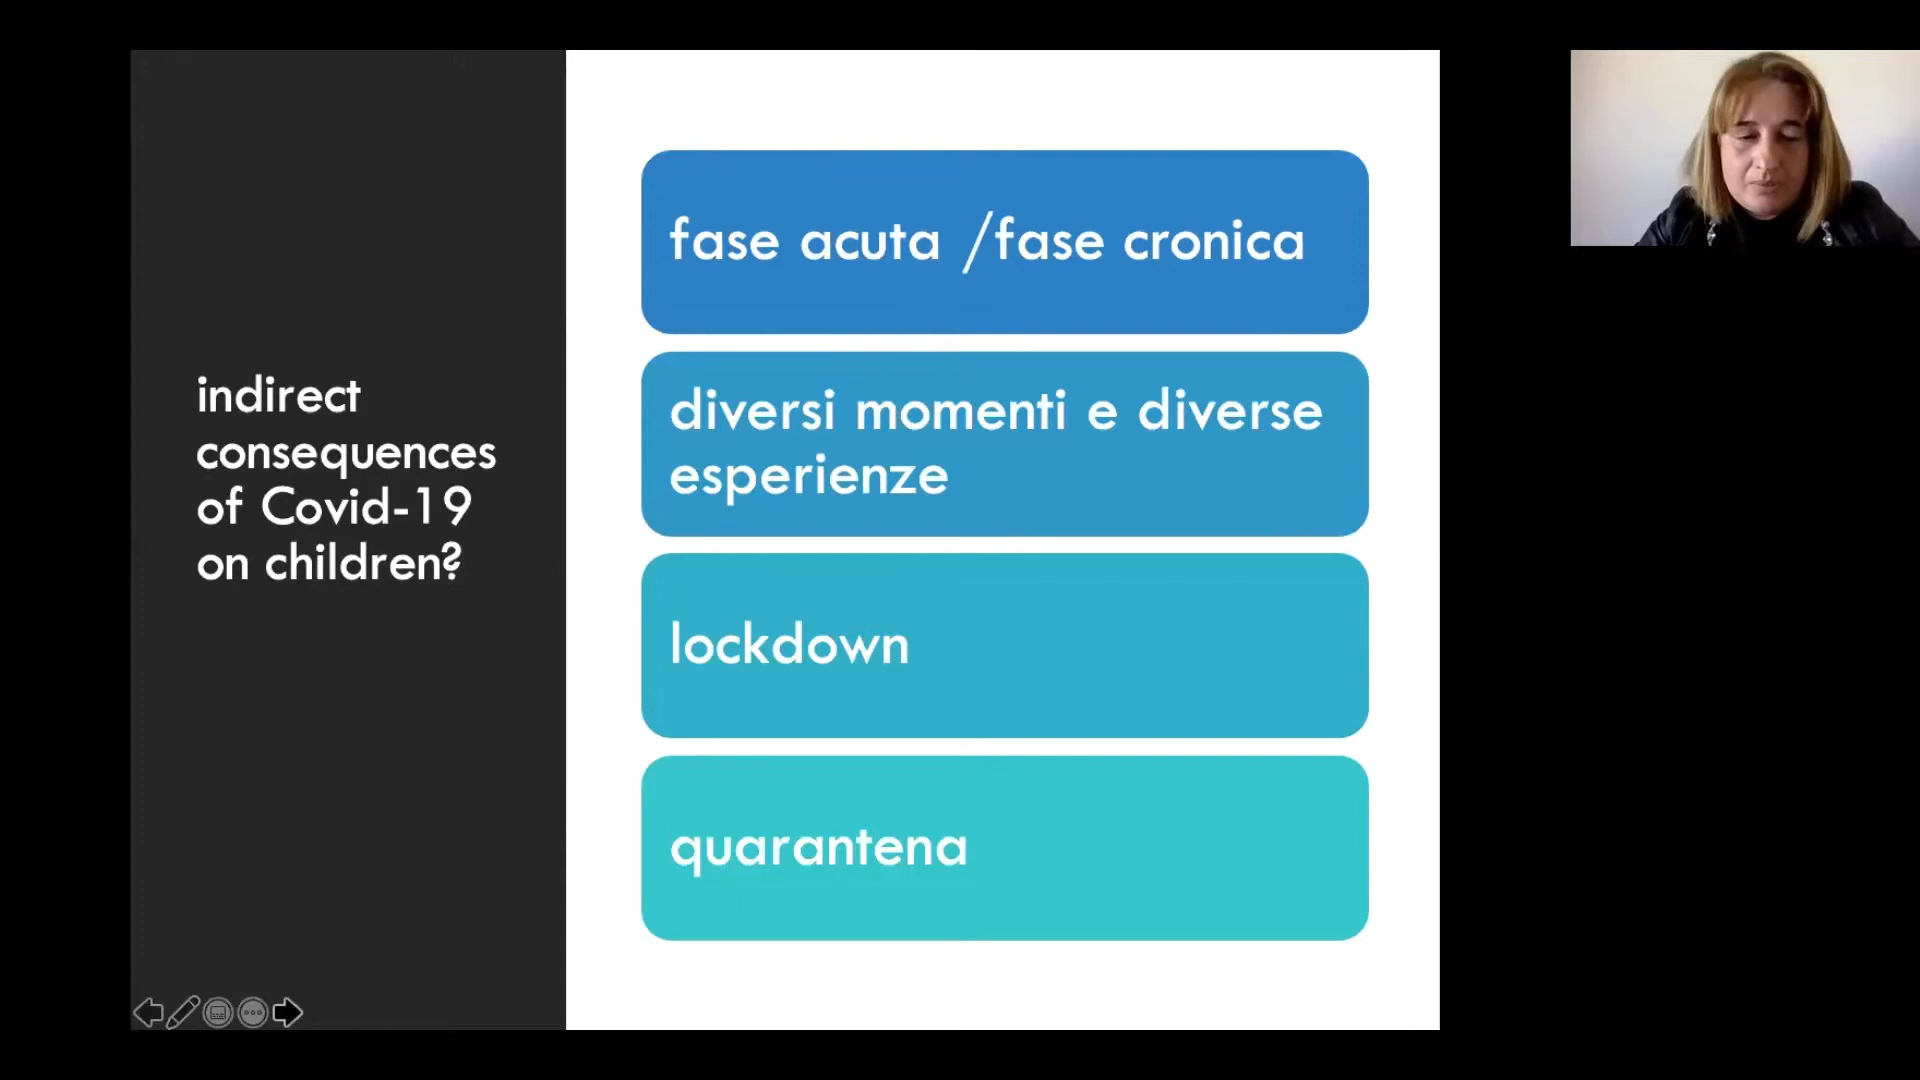 indirect
consequences
of Covid-19
on children?
fase acuta /fase cronica
diversi momenti e diverse
esperienze
lockdown
quarantena